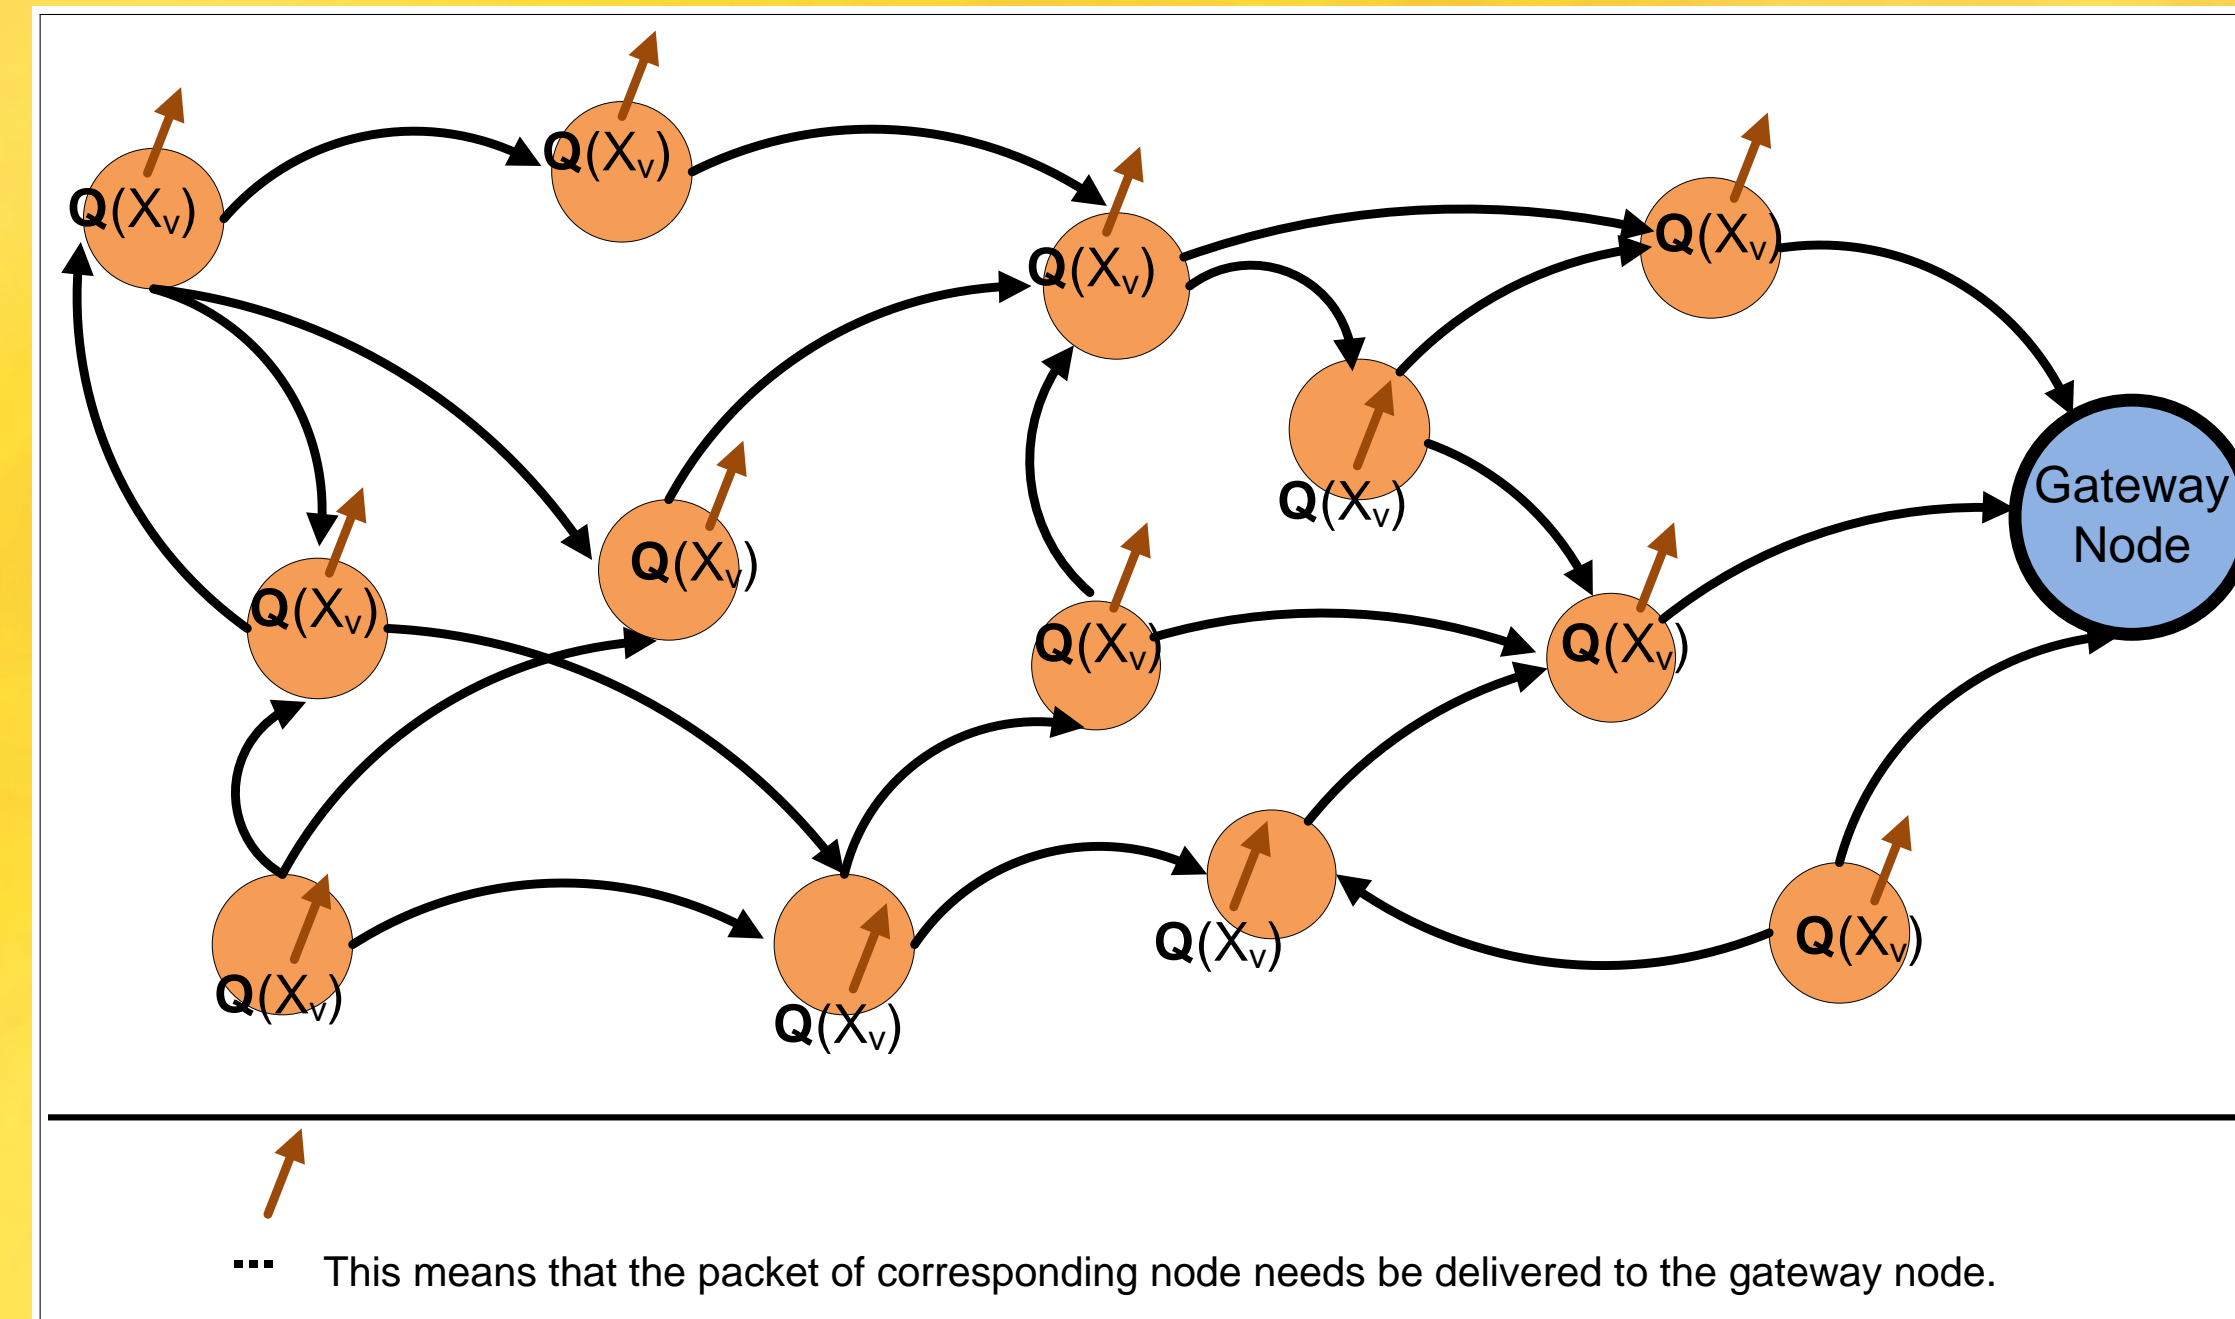 Q(Xv)
Q(Xv)
Q(Xv)
Q(Xv)
Q(Xv)
Q(Xv)
Gateway
Node
Q(Xv)
Q(Xv)
Q(Xv)
Q(Xv)
Q(Xv)
Q(Xv)
Q(Xv)
Q(Xv)
... This means that the packet of corresponding node needs be delivered to the gateway node.